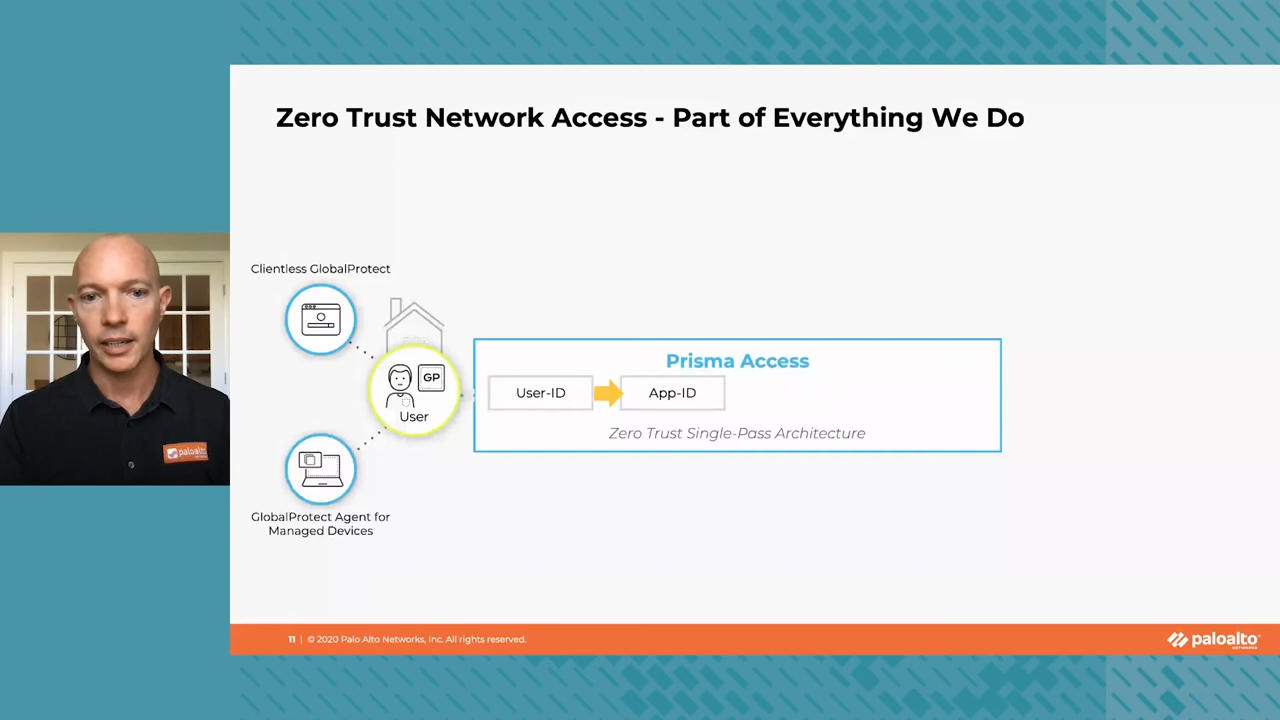 Zero Trust Network Access - Part of Everything We Do
Clientless GlobalProtect
GP
User
GlobalProtect Agent for
Managed Devices
Prisma Access
User-ID
App-ID
Zero Trust Single-Pass Architecture
paloalto
11 | © 2020 Palo Alto Networks, Inc. All rights reserved.
paloalto
NETWORKS